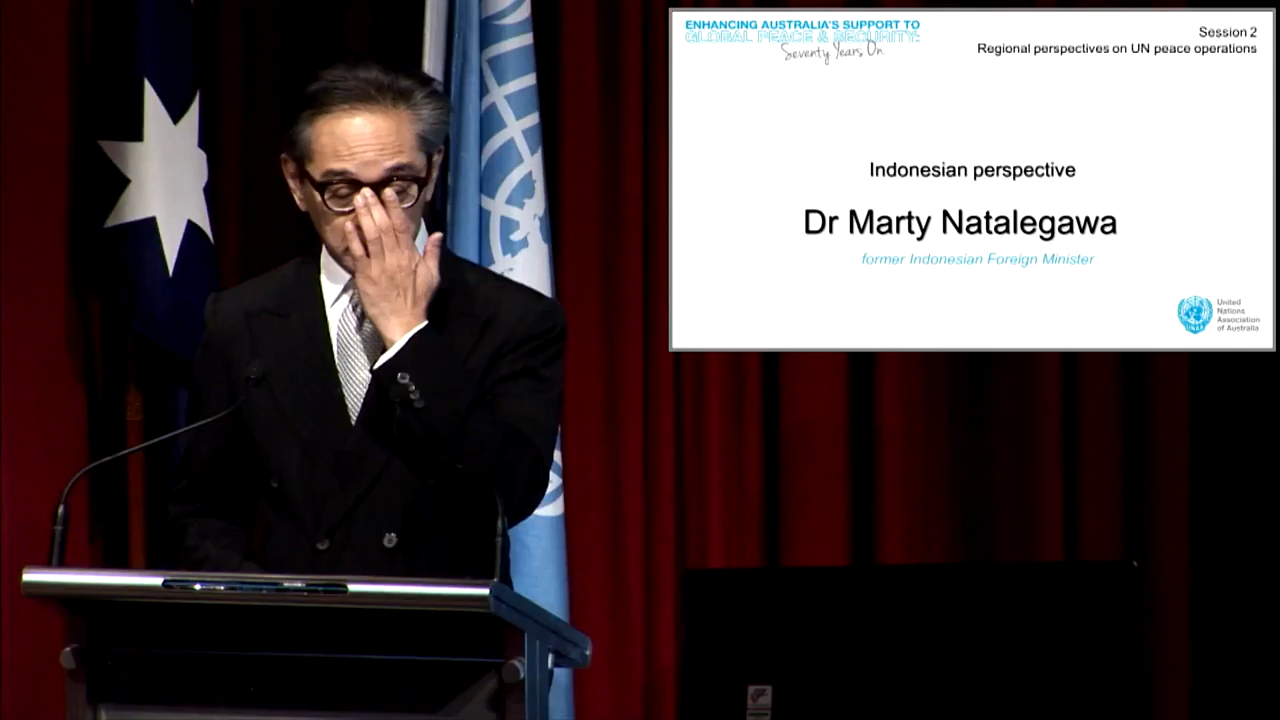 ENHANCING AUSTRALIA'S SUPPORT TO
GLOBAL PEACE & SECURITY:
Seventy Years On
Session 2
Regional perspectives on UN peace operations
Indonesian perspective
Dr Marty Natalegawa
former Indonesian Foreign Minister
United
Nations
Association
of Australia